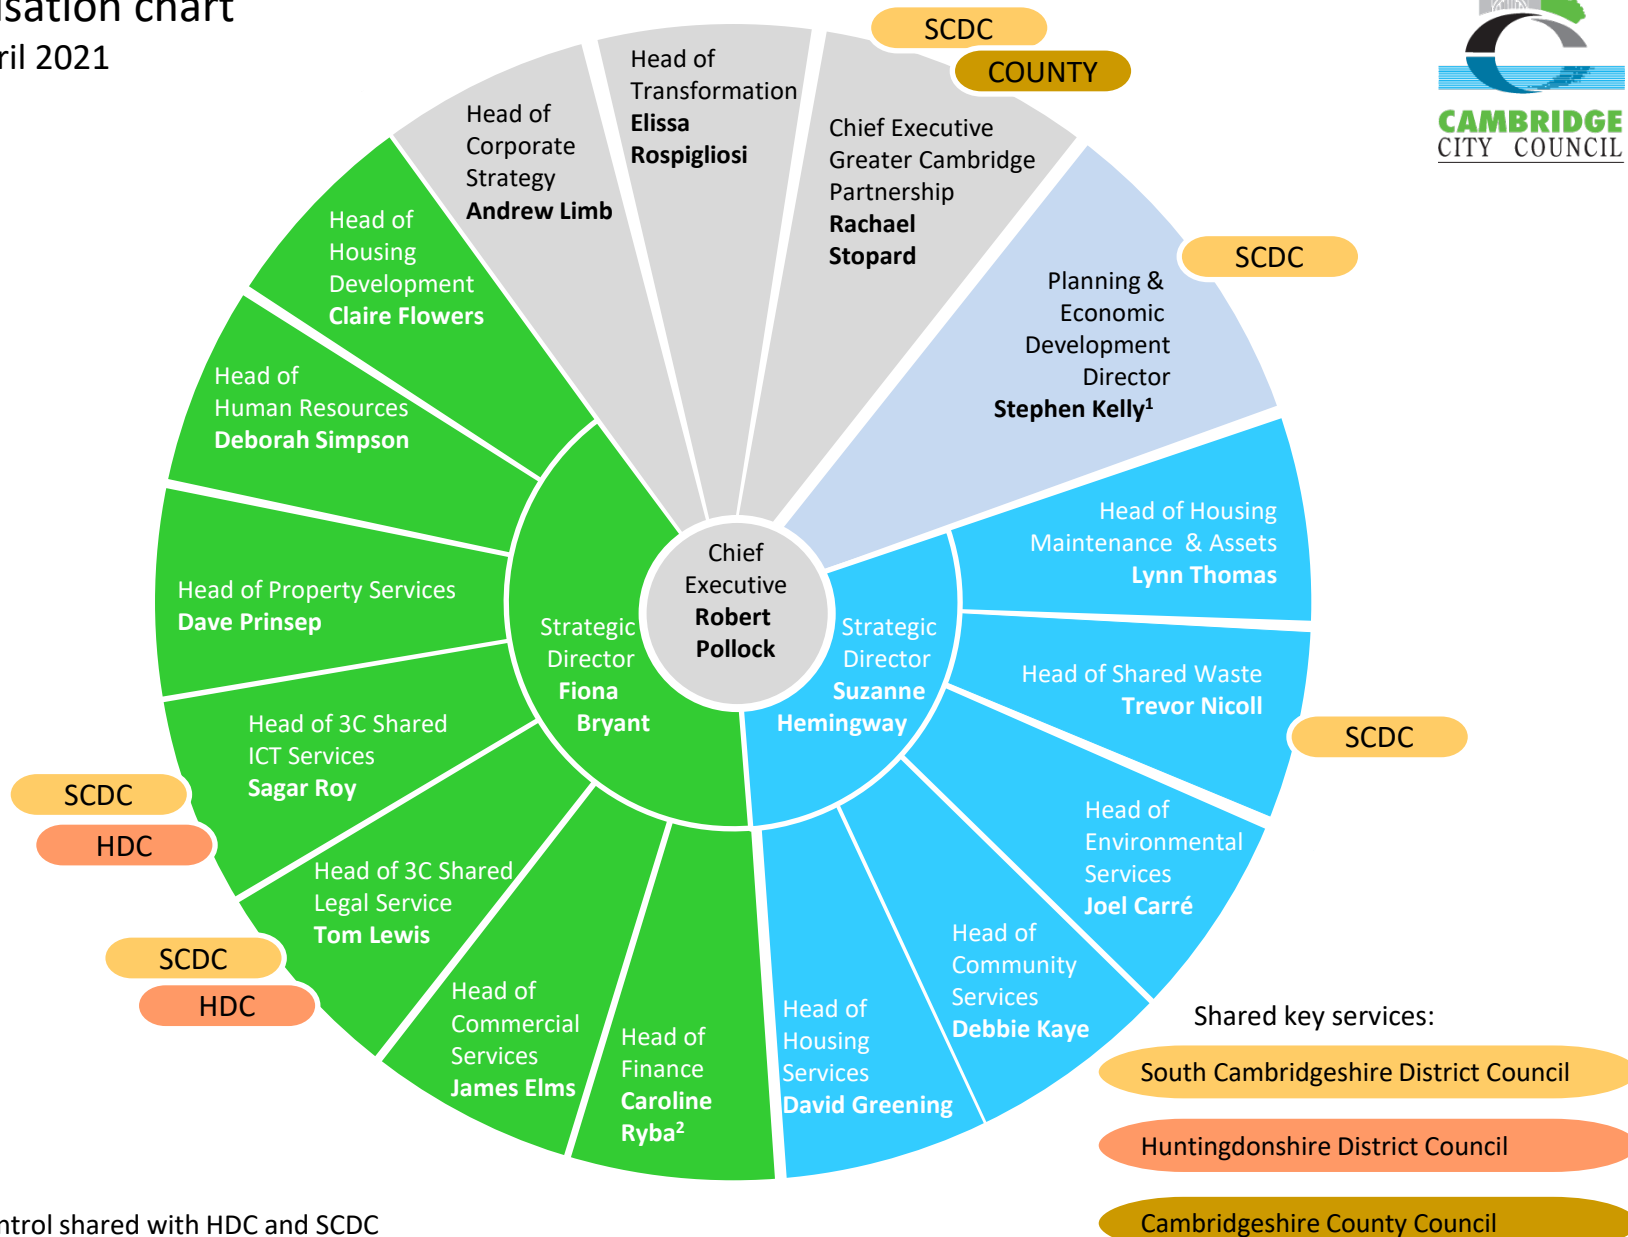 isation chart
ril 2021
SCDC
COUNTY
CAMBRIDGE
CITY COUNCIL
Head of
Transformation
Elissa
Rospigliosi
Head of
Corporate
Strategy
Andrew Limb
Chief Executive
Greater Cambridge
Partnership
Rachael
Stopard
Head of
Housing
Development
Claire Flowers
SCDC
Planning &
Economic
Development
Director
Stephen Kelly¹
Head of
Human Resources
Deborah Simpson
Head of Housing
Maintenance & Assets
Lynn Thomas
Chief
Executive
Robert
Pollock
Head of Property Services
Dave Prinsep
Strategic
Director
Fiona
Bryant
Strategic
Director
Suzanne
Hemingway
Head of Shared Waste
Trevor Nicoll
SCDC
Head of 3C Shared
ICT Services
Sagar Roy
SCDC
HDC
Head of
Environmental
Services
Joel Carré
Head of 3C Shared
Legal Service
Tom Lewis
SCDC
HDC
Head of
Community
Services
Debbie Kaye
Head of
Commercial
Services
James Elms
Head of
Finance
Caroline
Ryba²
Head of
Housing
Services
David Greening
Shared key services:
South Cambridgeshire District Council
Huntingdonshire District Council
Cambridgeshire County Council
ntrol shared with HDC and SCDC